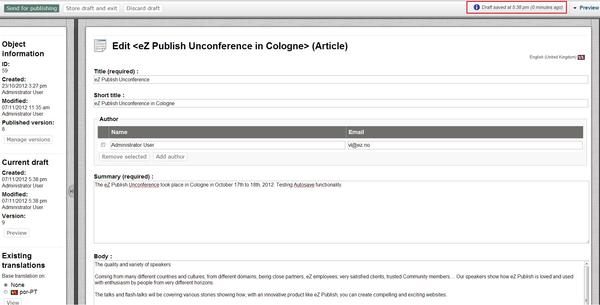 Send for publishing
Store draft and exit
Discard draft
Draft saved at 5:38 pm (0 minutes ago)
Preview
Object information
ID:
59
Created:
23/10/2012 3:27 pm
Administrator User
Modified:
07/11/2012 11:35 am
Administrator User
Published version:
8
Manage versions
Current draft
Created:
07/11/2012 5:38 pm
Administrator User
Modified:
07/11/2012 5:38 pm
Administrator User
Version:
9
Preview
Existing translations
Base translation on:
None
por-PT
View
Edit <eZ Publish Unconference in Cologne> (Article)
English (United Kingdom)
Title (required) :
eZ Publish Unconference
Short title :
eZ Publish Unconference in Cologne
Author
Name Email
Administrator User vl@ez.no
Remove selected
Add author
Summary (required) :
The eZ Publish Unconference took place in Cologne in October 17th to 18th, 2012. Testing Autosave functionality.
Body :
The quality and variety of speakers
Coming from many different countries and cultures, from different domains, being close partners, eZ employees, very satisfied clients, trusted Community members... Our speakers show how eZ Publish is loved and used
with enthusiasm by people from very different horizons.
The talks and flash-talks will be covering various stories showing how, with an innovative product like eZ Publish, you can create compelling and exciting websites.